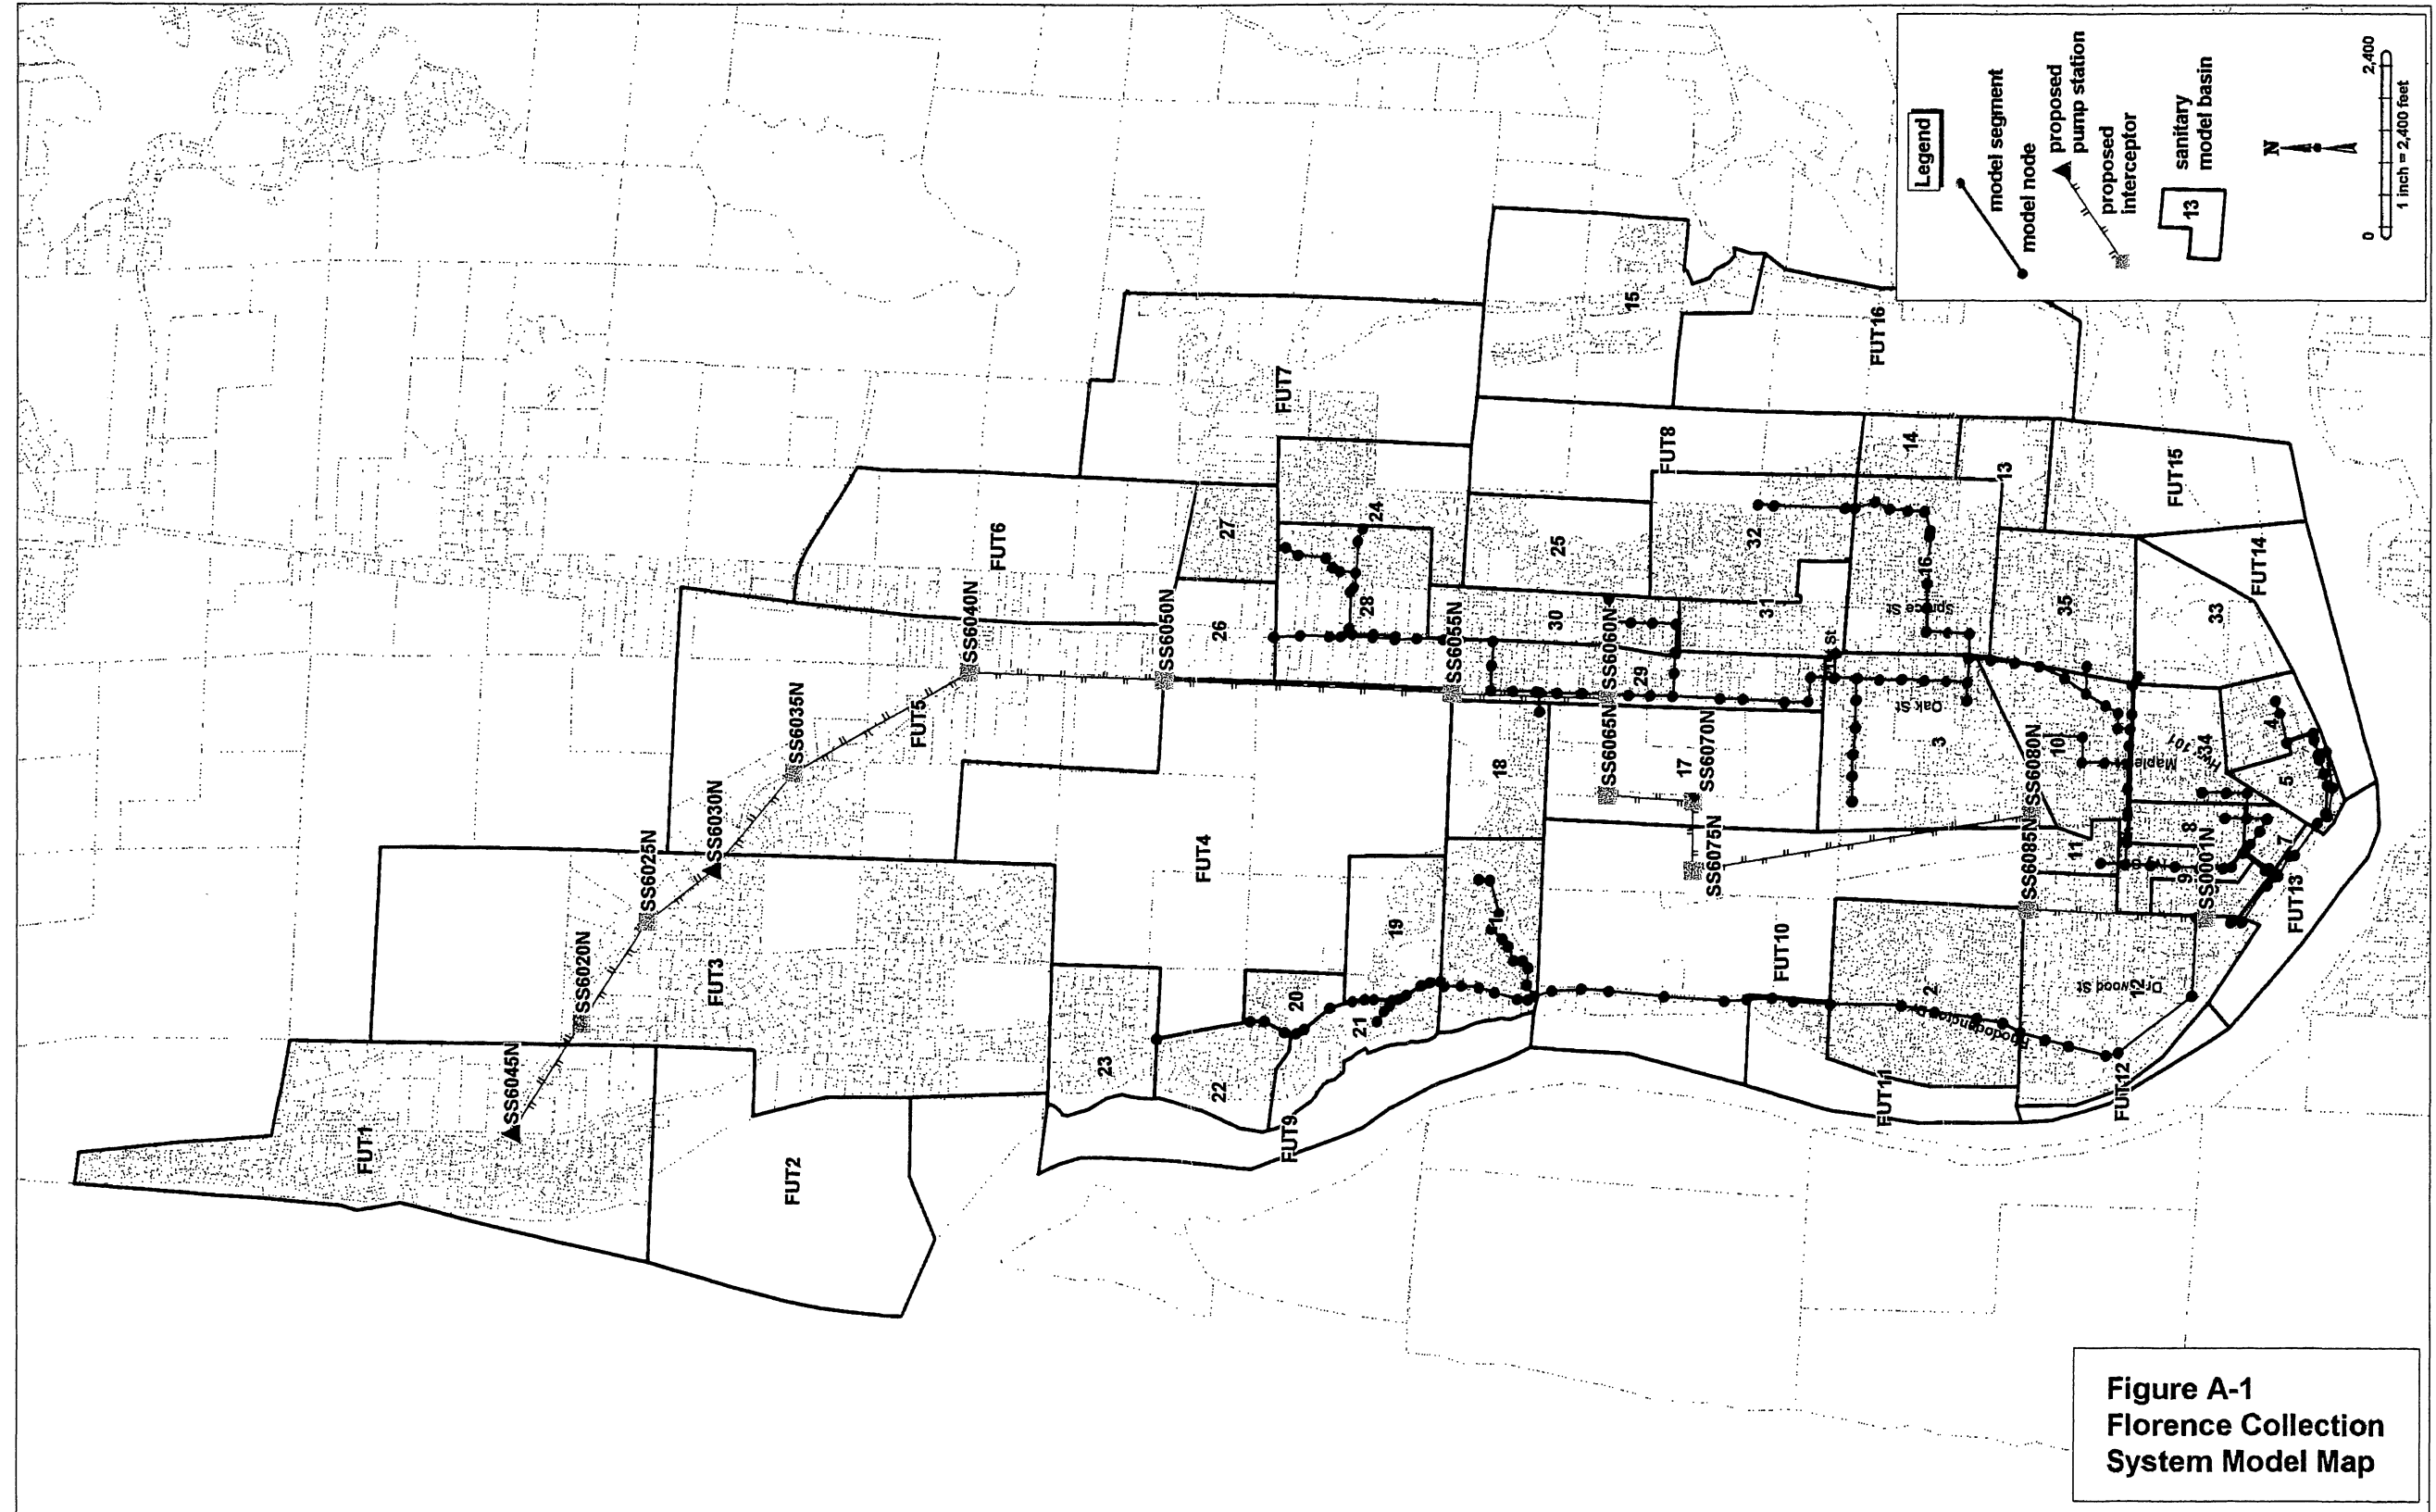 Legend
model segment
model node
proposed
pump station
proposed
interceptor
13
sanitary
model basin
N
0
2,400
1 inch = 2,400 feet
FUT1
SS6045N
FUT2
SS6020N
FUT3
SS6025N
SS6030N
SS6035N
FUT5
SS6040N
FUT6
SS6050N
FUT4
FUT7
27
26
24
28
23
22
20
21
19
FUT9
18
1
SS6055N
30
25
15
SS6060N
29
SS6065N
17
SS6070N
SS6075N
FUT8
32
31
FUT16
FUT10
FUT11
2
3
Oak St
16
Spruce St
14
13
35
FUT15
SS6080N
SS6085N
10
11
12
FUT12
Maple
101
34
33
FUT14
4
5
8
7
9
SS0001N
FUT13
Figure A-1
Florence Collection
System Model Map